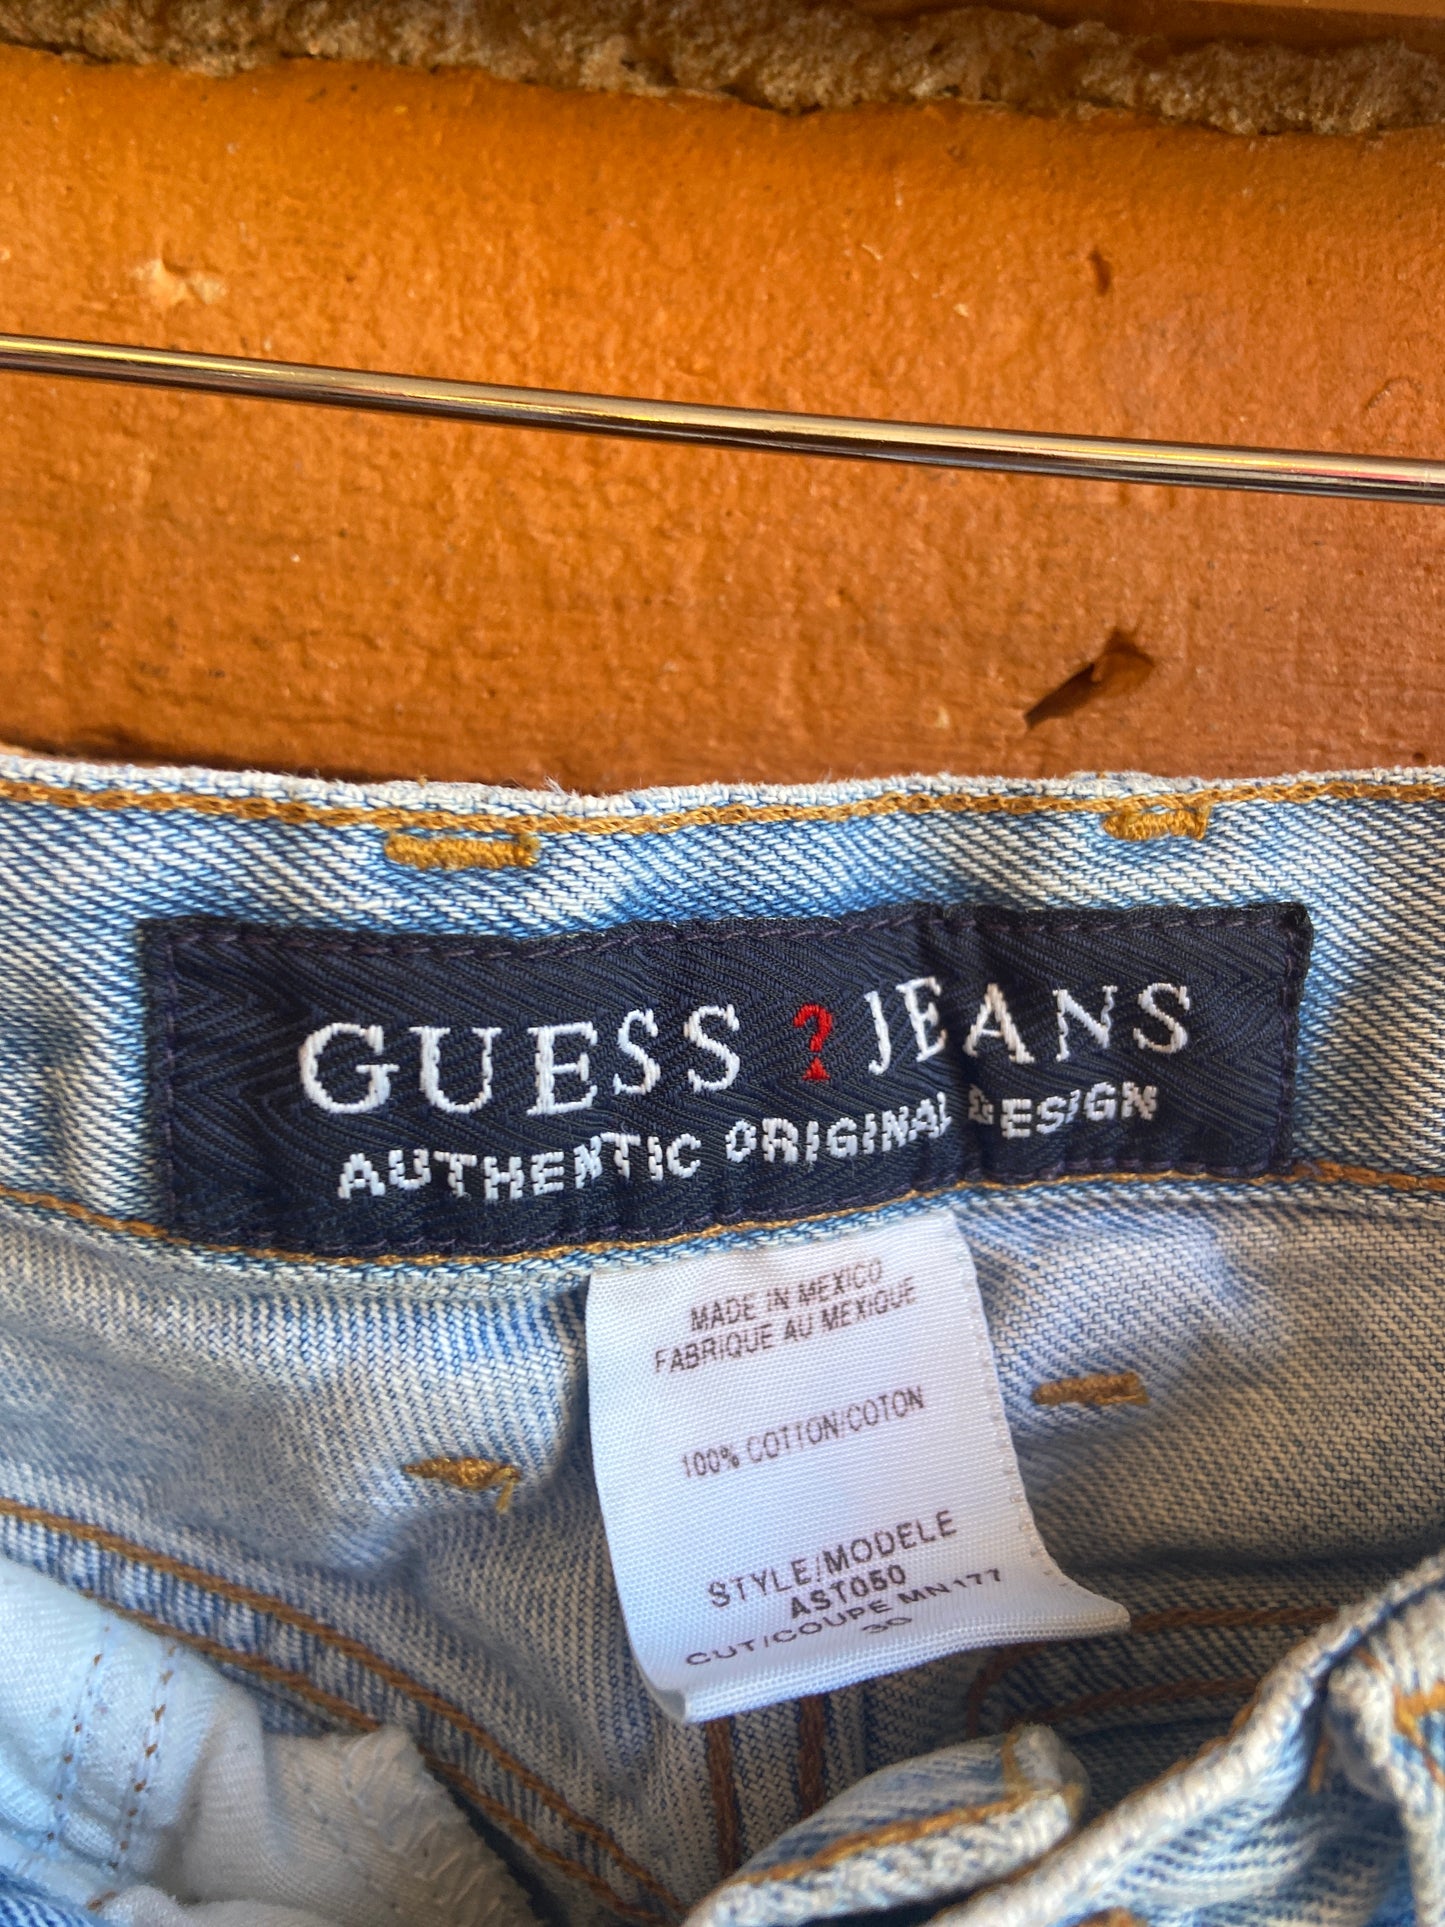 GUESS ? JEANS
AUTHENTIC ORIGINAL DESIGN
MADE IN MEXICO
FABRIQUE AU MEXIQUE
100% COTTON/COTON
STYLE/MODELE
AST050
CUT/COUPE MN177
30